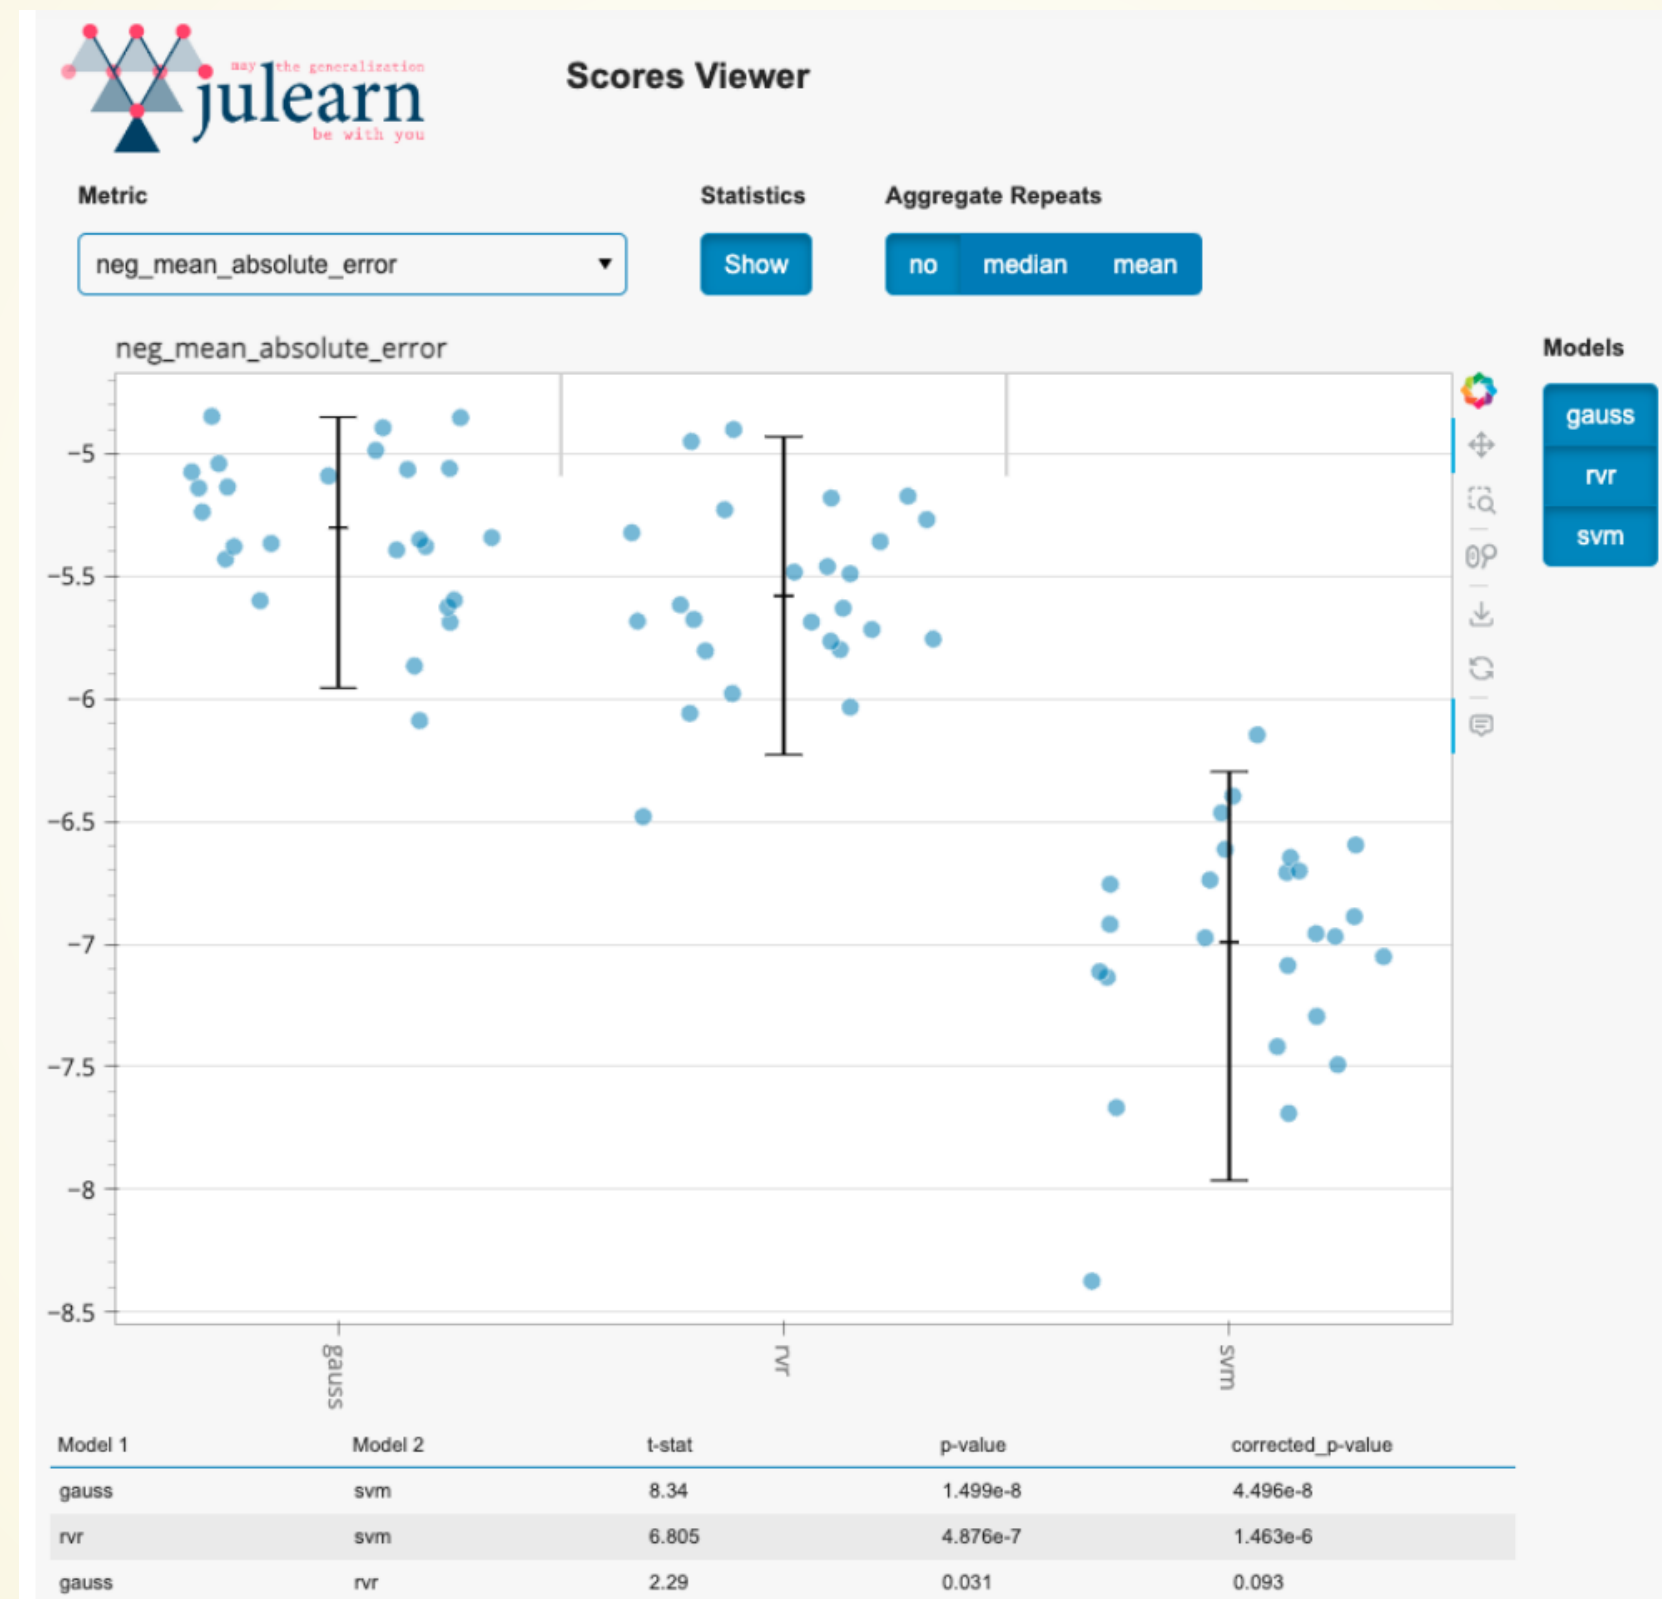 may the generalization
julearn
be with you
Scores Viewer
Metric
Statistics
Aggregate Repeats
neg_mean_absolute_error
Show
no median mean
neg_mean_absolute_error
Models
gauss
rvr
svm
−5
−5.5
−6
−6.5
−7
−7.5
−8
−8.5
gauss
rvr
svm
Model 1 Model 2 t-stat p-value corrected_p-value
gauss svm 8.34 1.499e-8 4.496e-8
rvr svm 6.805 4.876e-7 1.463e-6
gauss rvr 2.29 0.031 0.093